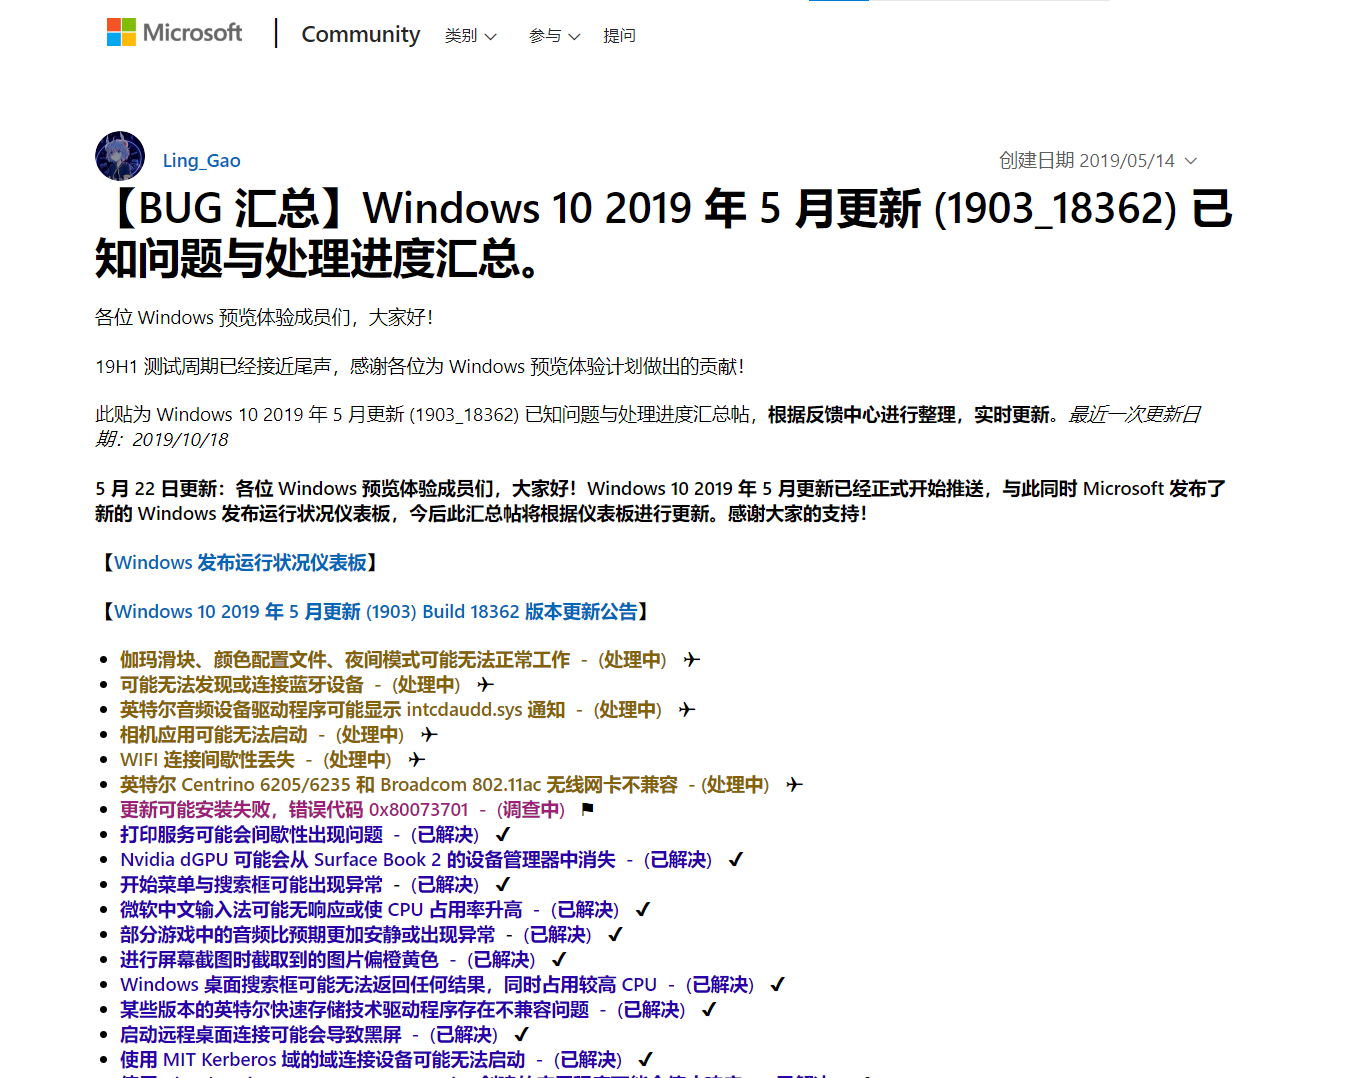 Microsoft Community 类别 参与 提问
Ling_Gao 创建日期 2019/05/14
【BUG 汇总】Windows 10 2019 年 5 月更新 (1903_18362) 已
知问题与处理进度汇总。
各位 Windows 预览体验成员们，大家好！
19H1 测试周期已经接近尾声，感谢各位为 Windows 预览体验计划做出的贡献！
此贴为 Windows 10 2019 年 5 月更新 (1903_18362) 已知问题与处理进度汇总帖，根据反馈中心进行整理，实时更新。最近一次更新日
期：2019/10/18
5 月 22 日更新：各位 Windows 预览体验成员们，大家好！Windows 10 2019 年 5 月更新已经正式开始推送，与此同时 Microsoft 发布了
新的 Windows 发布运行状况仪表板，今后此汇总帖将根据仪表板进行更新。感谢大家的支持！
【Windows 发布运行状况仪表板】
【Windows 10 2019 年 5 月更新 (1903) Build 18362 版本更新公告】
• 伽玛滑块、颜色配置文件、夜间模式可能无法正常工作 -（处理中） ✈
• 可能无法发现或连接蓝牙设备 -（处理中） ✈
• 英特尔音频设备驱动程序可能显示 intcdaudd.sys 通知 -（处理中） ✈
• 相机应用可能无法启动 -（处理中） ✈
• WIFI 连接间歇性丢失 -（处理中） ✈
• 英特尔 Centrino 6205/6235 和 Broadcom 802.11ac 无线网卡不兼容 -（处理中） ✈
• 更新可能安装失败，错误代码 0x80073701 -（调查中） ⚑
• 打印服务可能会间歇性出现问题 -（已解决） ✔
• Nvidia dGPU 可能会从 Surface Book 2 的设备管理器中消失 -（已解决） ✔
• 开始菜单与搜索框可能出现异常 -（已解决） ✔
• 微软中文输入法可能无响应或使 CPU 占用率升高 -（已解决） ✔
• 部分游戏中的音频比预期更加安静或出现异常 -（已解决） ✔
• 进行屏幕截图时截取到的图片偏橙黄色 -（已解决） ✔
• Windows 桌面搜索框可能无法返回任何结果，同时占用较高 CPU -（已解决） ✔
• 某些版本的英特尔快速存储技术驱动程序存在不兼容问题 -（已解决） ✔
• 启动远程桌面连接可能会导致黑屏 -（已解决） ✔
• 使用 MIT Kerberos 域的域连接设备可能无法启动 -（已解决） ✔